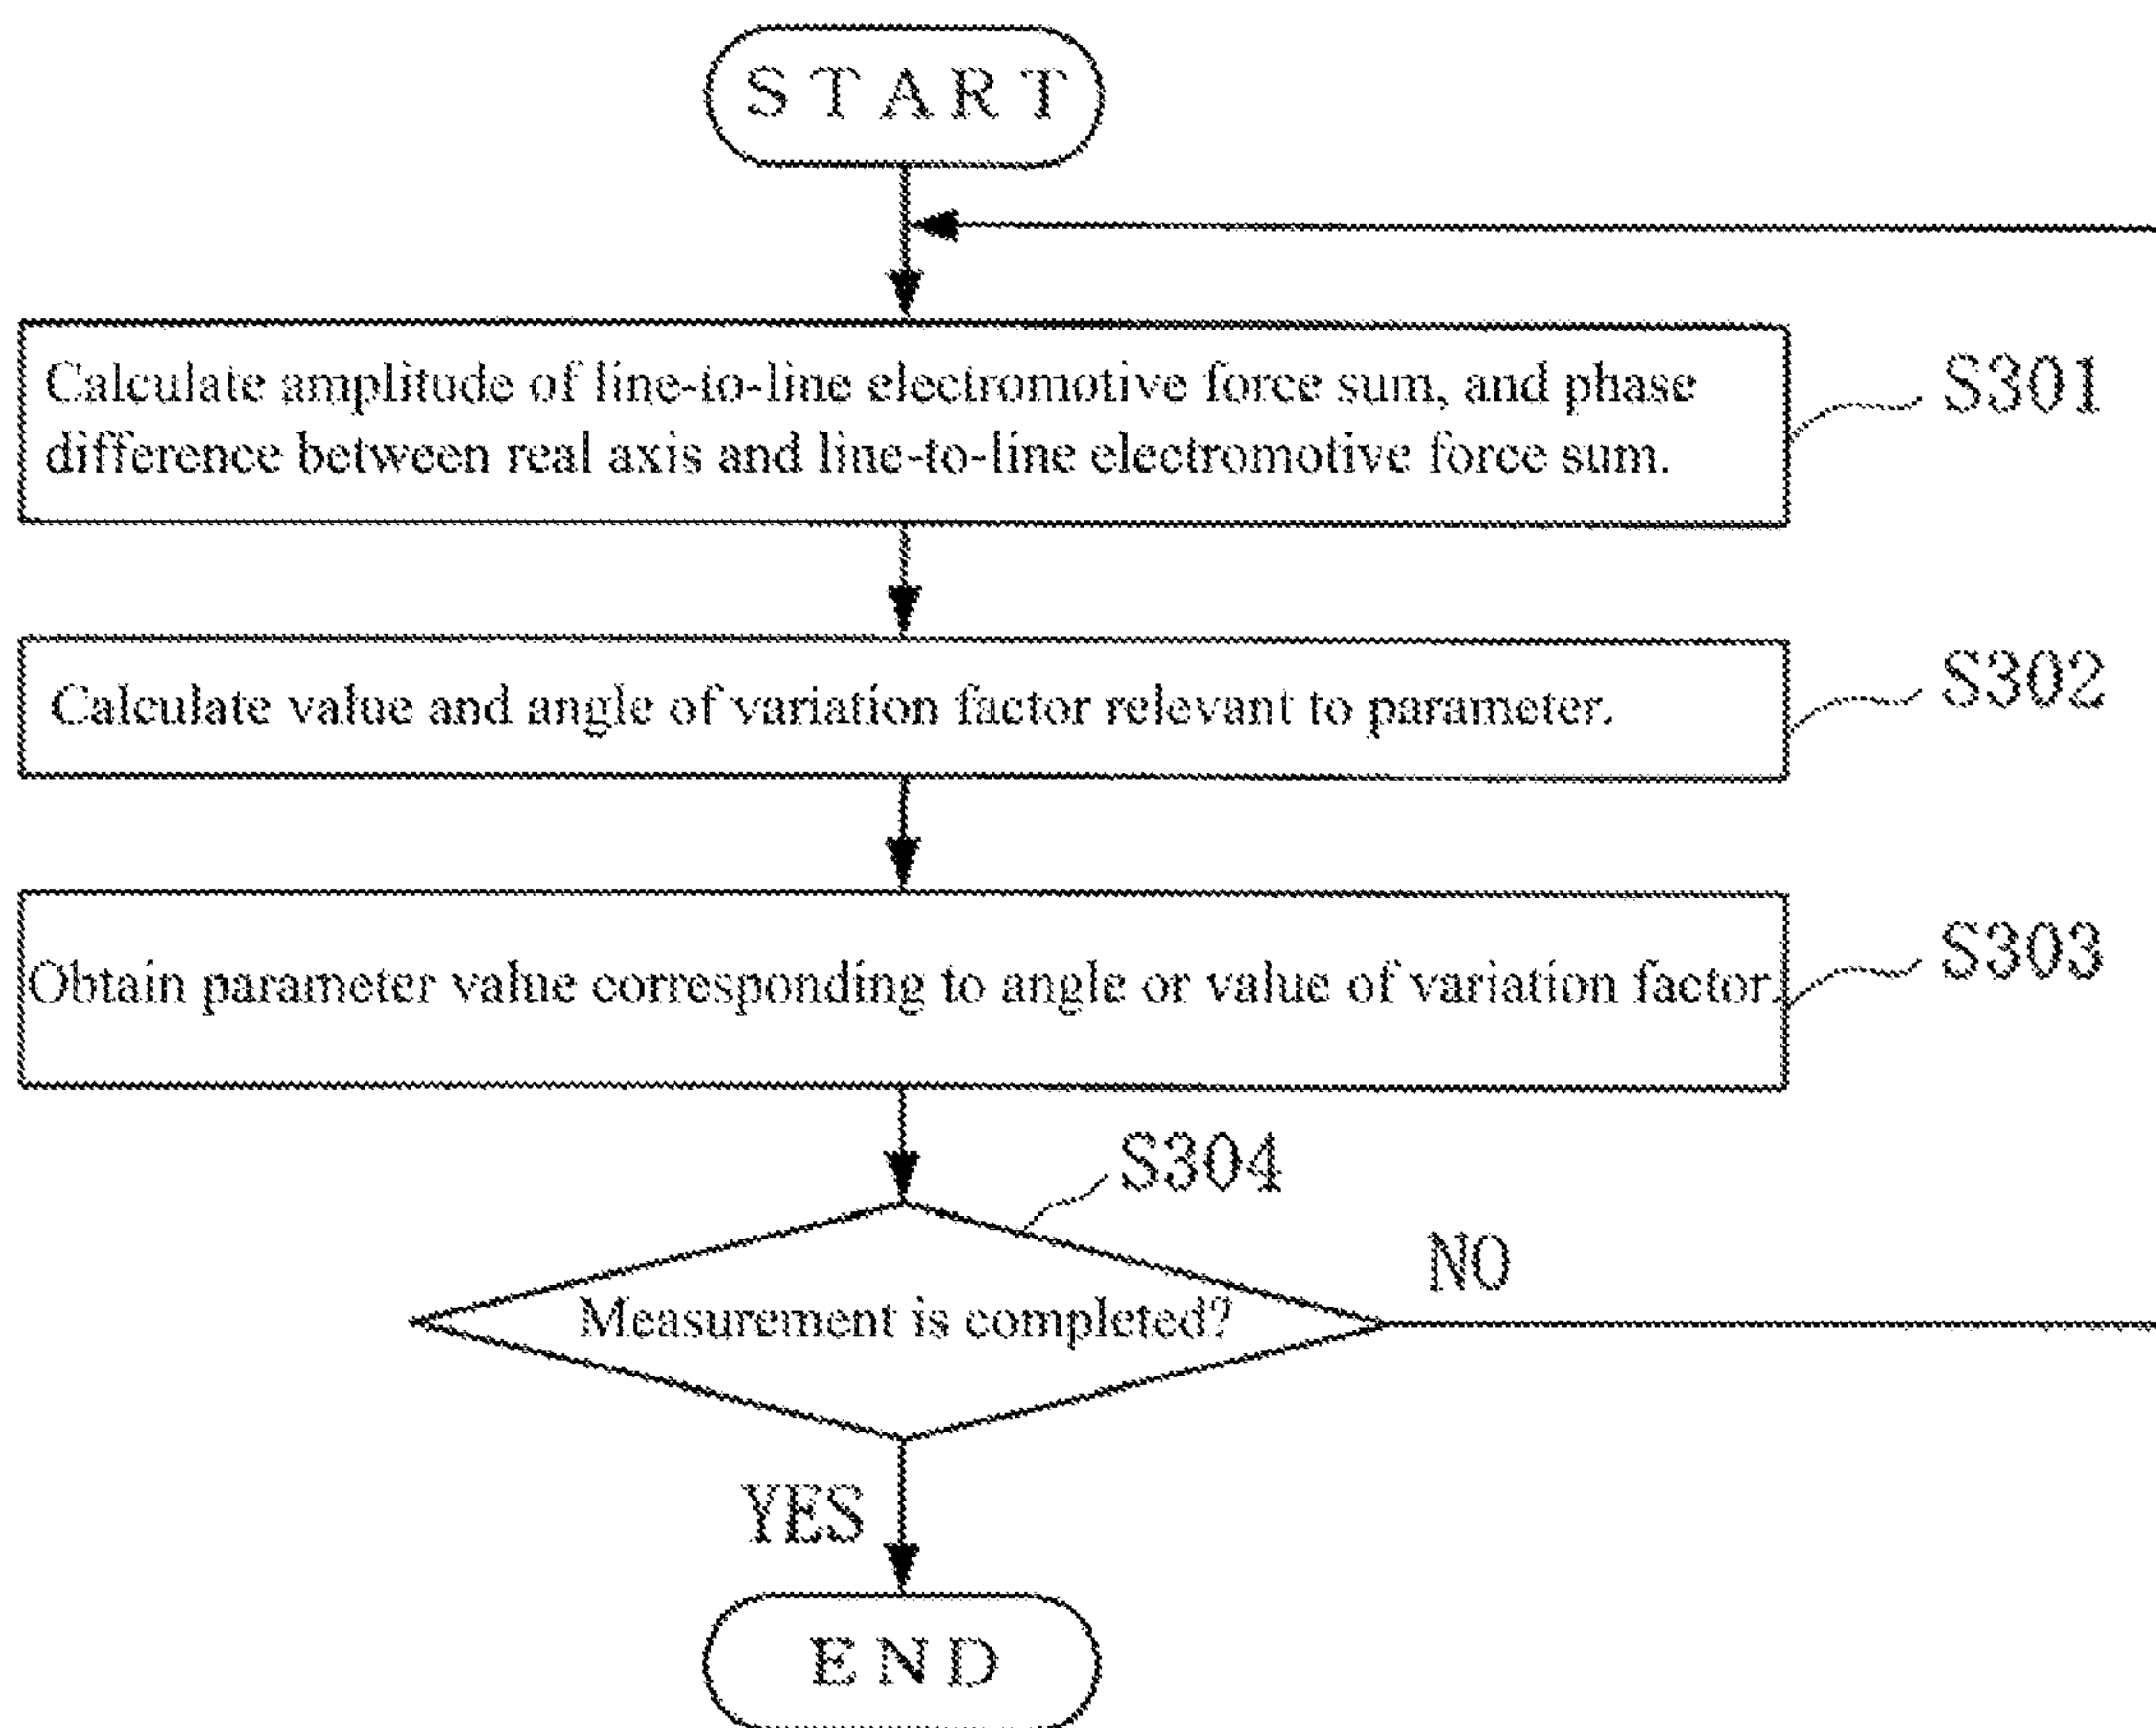 START
Calculate amplitude of line-to-line electromotive force sum, and phase
difference between real axis and line-to-line electromotive force sum.
S301
Calculate value and angle of variation factor relevant to parameter.
S302
Obtain parameter value corresponding to angle or value of variation factor.
S303
S304
Measurement is completed?
NO
YES
END